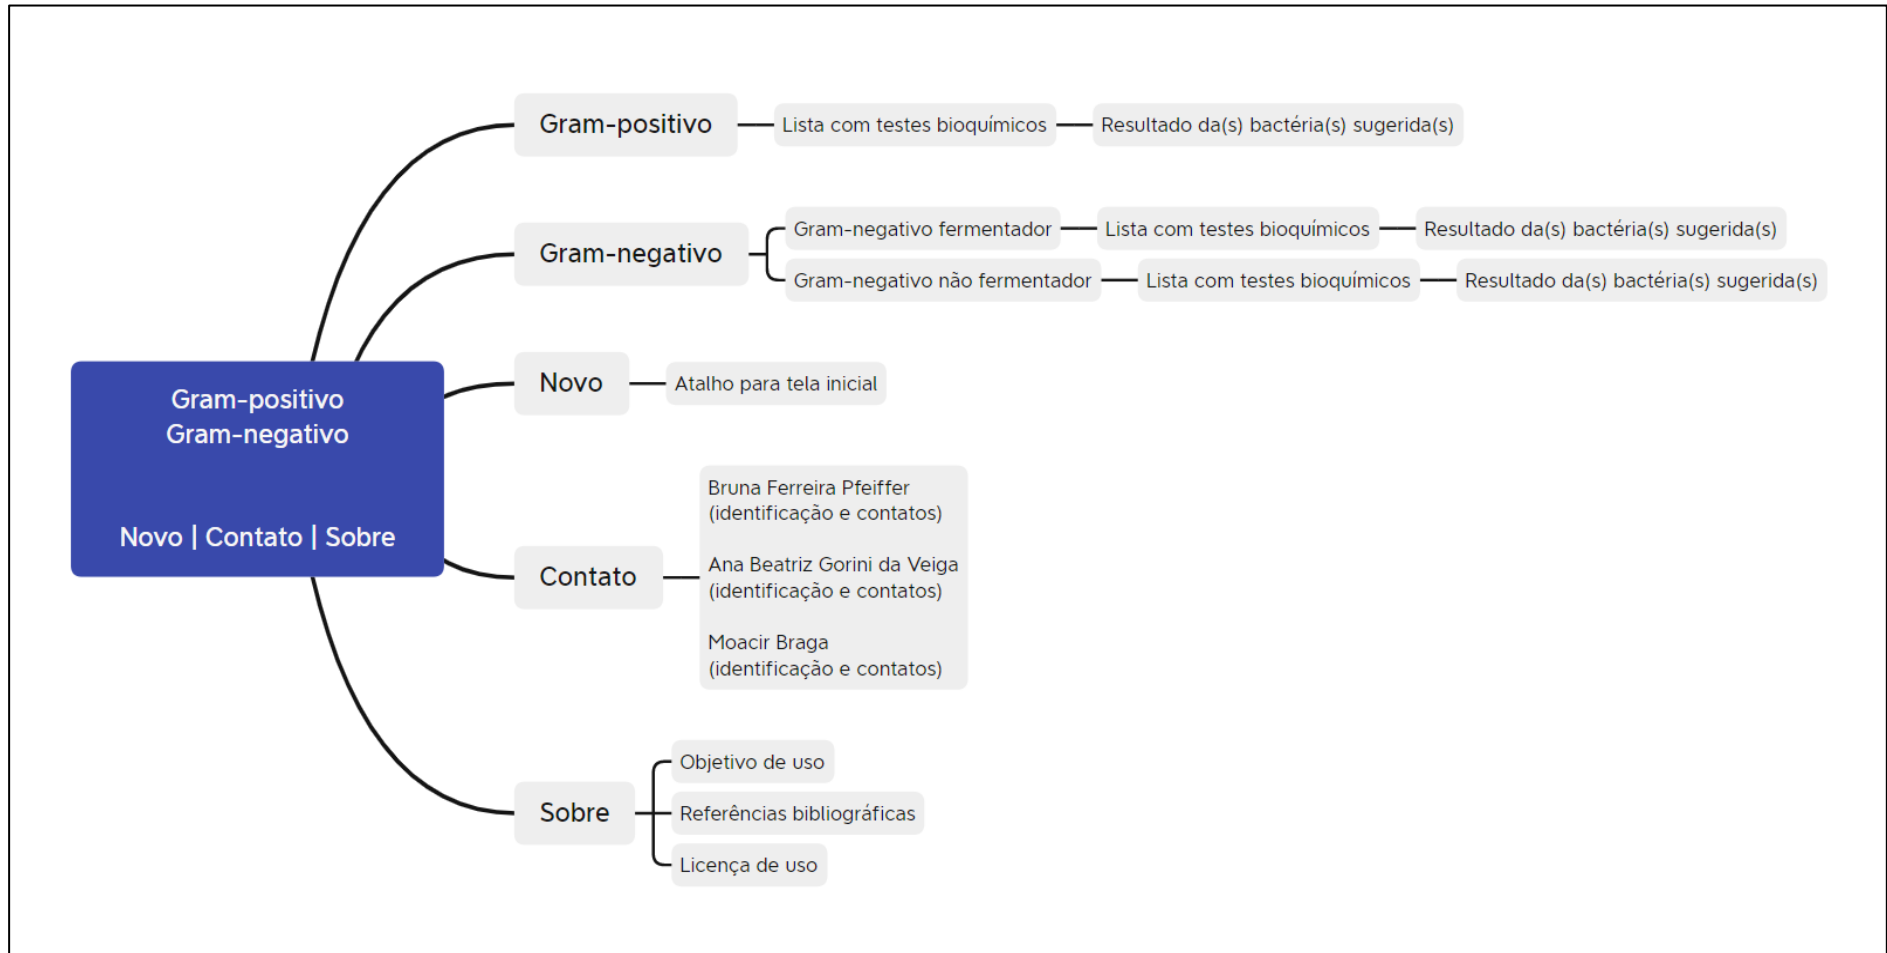 Gram-positivo
Lista com testes bioquímicos
Resultado da(s) bactéria(s) sugerida(s)
Gram-negativo
Gram-negativo fermentador
Lista com testes bioquímicos
Resultado da(s) bactéria(s) sugerida(s)
Gram-negativo não fermentador
Lista com testes bioquímicos
Resultado da(s) bactéria(s) sugerida(s)
Novo
Atalho para tela inicial
Gram-positivo
Gram-negativo
Novo | Contato | Sobre
Contato
Bruna Ferreira Pfeiffer
(identificação e contatos)
Ana Beatriz Gorini da Veiga
(identificação e contatos)
Moacir Braga
(identificação e contatos)
Sobre
Objetivo de uso
Referências bibliográficas
Licença de uso